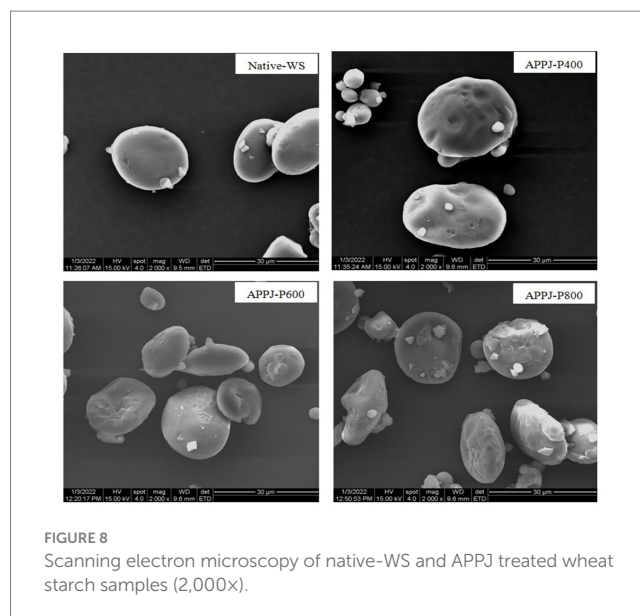 Native-WS
APPJ-P400
1/3/2022 HV spot mag WD det 30 µm
11:26:07 AM 15.00 kV 4.0 2 000 x 9.5 mm ETD
1/3/2022 HV spot mag WD det 30 µm
11:35:24 AM 15.00 kV 4.0 2 000 x 9.6 mm ETD
APPJ-P600
APPJ-P800
1/3/2022 HV spot mag WD det 30 µm
12:20:17 PM 15.00 kV 4.0 2 000 x 9.6 mm ETD
1/3/2022 HV spot mag WD det 30 µm
12:50:53 PM 15.00 kV 4.0 2 000 x 9.6 mm ETD
FIGURE 8
Scanning electron microscopy of native-WS and APPJ treated wheat
starch samples (2,000×).